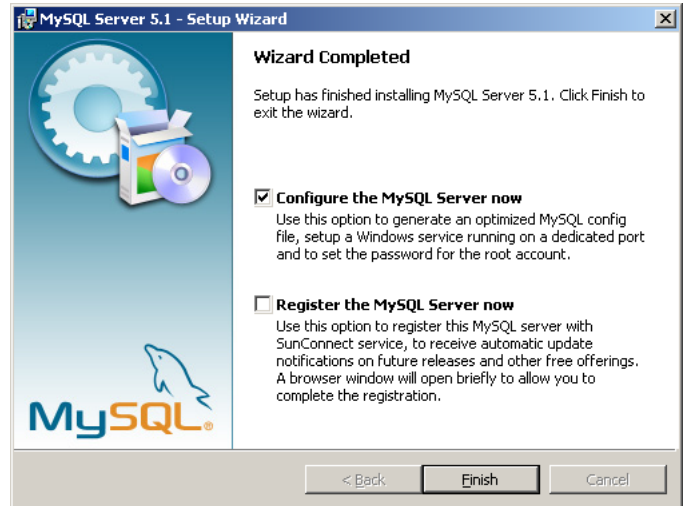 MySQL Server 5.1 - Setup Wizard
Wizard Completed
Setup has finished installing MySQL Server 5.1. Click Finish to
exit the wizard.
Configure the MySQL Server now
Use this option to generate an optimized MySQL config
file, setup a Windows service running on a dedicated port
and to set the password for the root account.
Register the MySQL Server now
Use this option to register this MySQL server with
SunConnect service, to receive automatic update
notifications on future releases and other free offerings.
A browser window will open briefly to allow you to
complete the registration.
MySQL®
< Back
Finish
Cancel